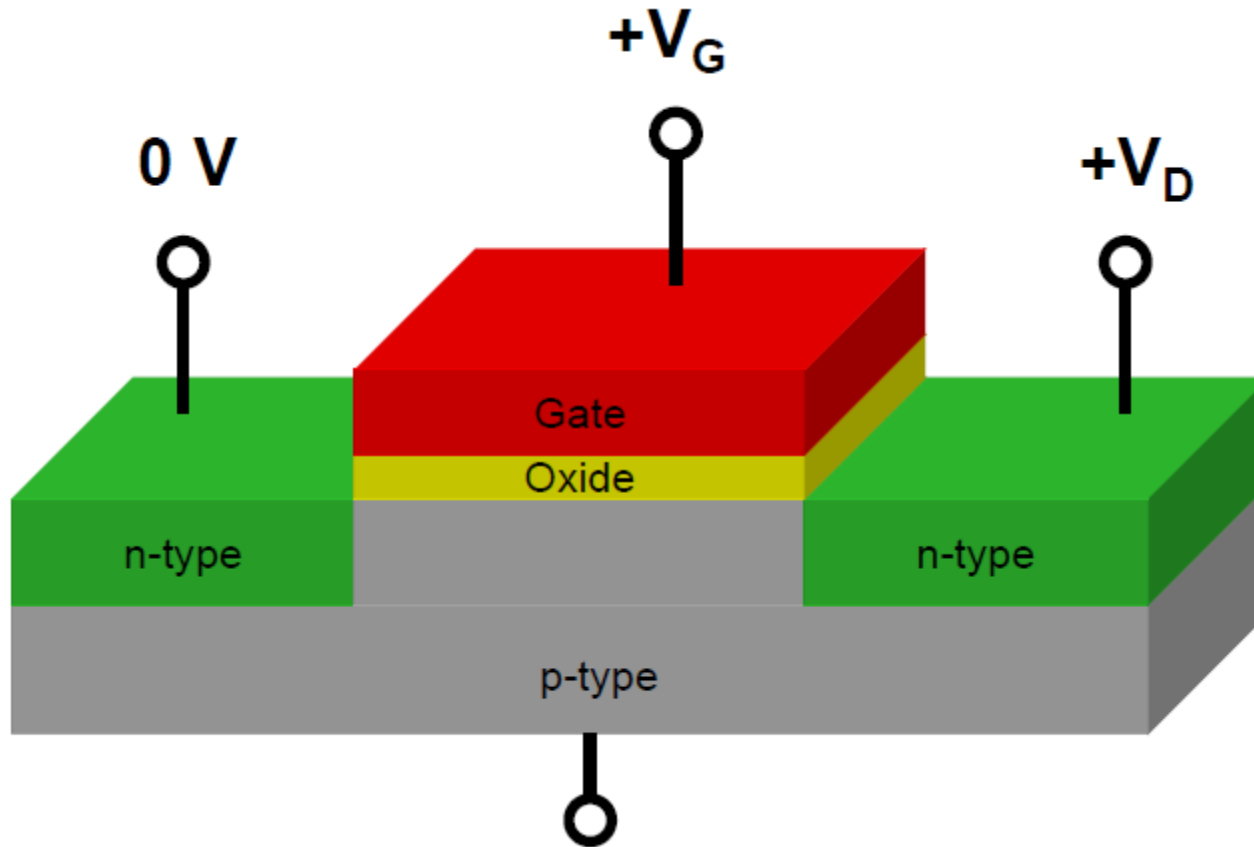 +VG
0 V
+VD
Gate
Oxide
n-type
n-type
p-type